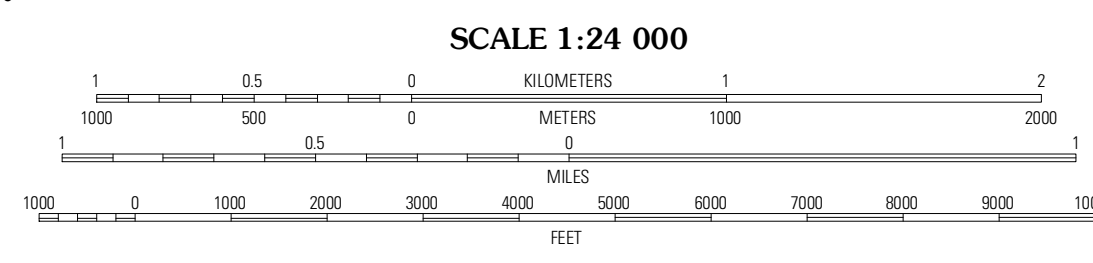 SCALE 1:24 000
1 0.5 0 KILOMETERS 1 2
1000 500 0 METERS 1000 2000
1 0.5 0 1
MILES
1000 0 1000 2000 3000 4000 5000 6000 7000 8000 9000
FEET